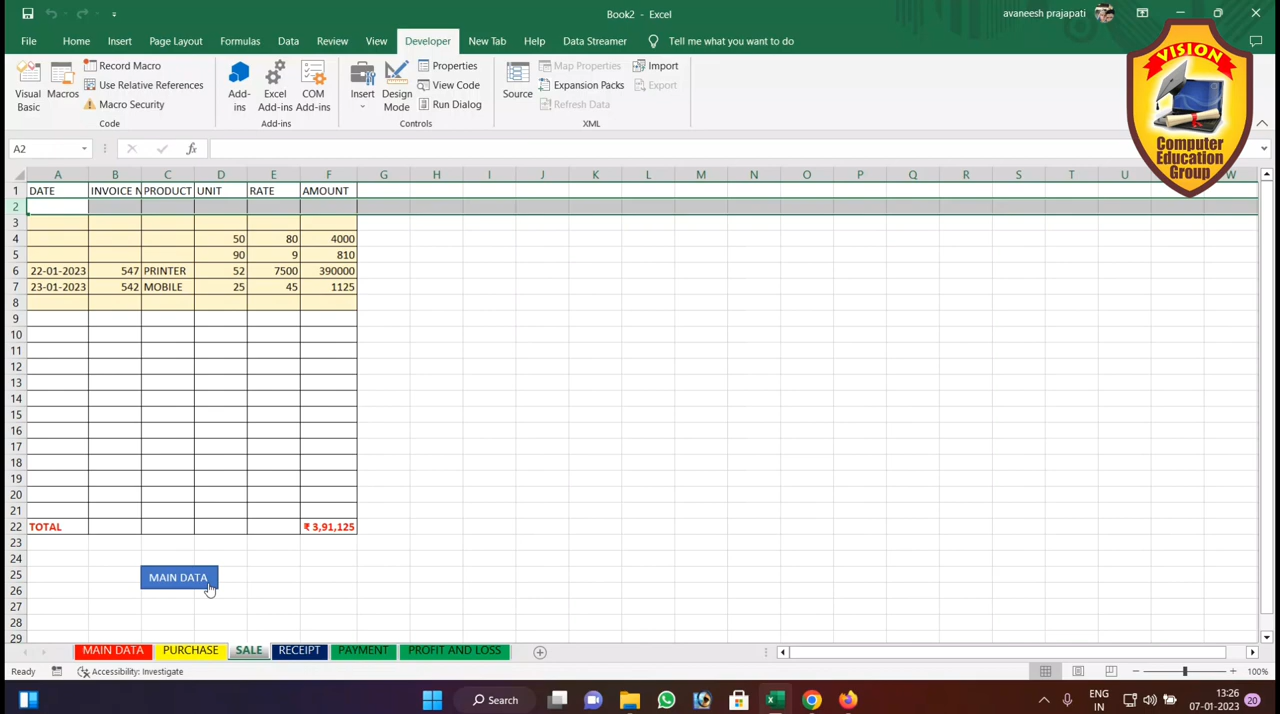 Book2 - Excel
avaneesh prajapati
File Home Insert Page Layout Formulas Data Review View Developer New Tab Help Data Streamer Tell me what you want to do
Visual Basic
Macros
Record Macro
Use Relative References
Macro Security
Code
Add-ins
Excel Add-ins
COM Add-ins
Add-ins
Insert
Design Mode
Properties
View Code
Run Dialog
Controls
Source
Map Properties
Expansion Packs
Refresh Data
Import
Export
XML
VISION
Computer
Education
Group
A2 fx
A B C D E F G H I J K L M N O P Q R S T U V W
1 DATE INVOICE N PRODUCT UNIT RATE AMOUNT
2
3
4 50 80 4000
5 90 9 810
6 22-01-2023 547 PRINTER 52 7500 390000
7 23-01-2023 542 MOBILE 25 45 1125
8
9
10
11
12
13
14
15
16
17
18
19
20
21
22 TOTAL ₹ 3,91,125
23
24
25
26
27
28
29
MAIN DATA
MAIN DATA PURCHASE SALE RECEIPT PAYMENT PROFIT AND LOSS
Ready Accessibility: Investigate 100%
Search
ENG
IN
13:26
07-01-2023
20